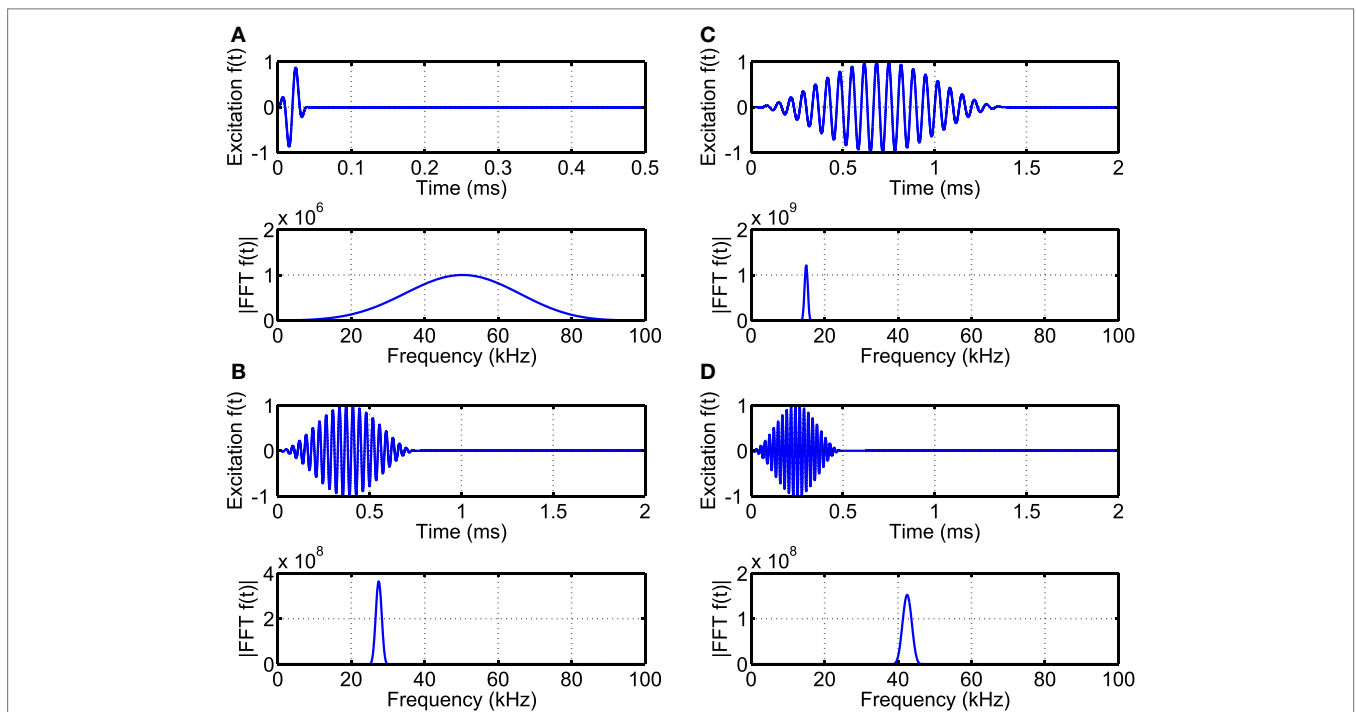 A
Excitation f(t)
1
0
-1
0 0.1 0.2 0.3 0.4 0.5
Time (ms)
x 10^6
|FFT f(t)|
2
1
0
0 20 40 60 80 100
Frequency (kHz)
B
Excitation f(t)
1
0
-1
0 0.5 1 1.5 2
Time (ms)
x 10^8
|FFT f(t)|
4
2
0
0 20 40 60 80 100
Frequency (kHz)
C
Excitation f(t)
1
0
-1
0 0.5 1 1.5 2
Time (ms)
x 10^9
|FFT f(t)|
2
1
0
0 20 40 60 80 100
Frequency (kHz)
D
Excitation f(t)
1
0
-1
0 0.5 1 1.5 2
Time (ms)
x 10^8
|FFT f(t)|
2
1
0
0 20 40 60 80 100
Frequency (kHz)